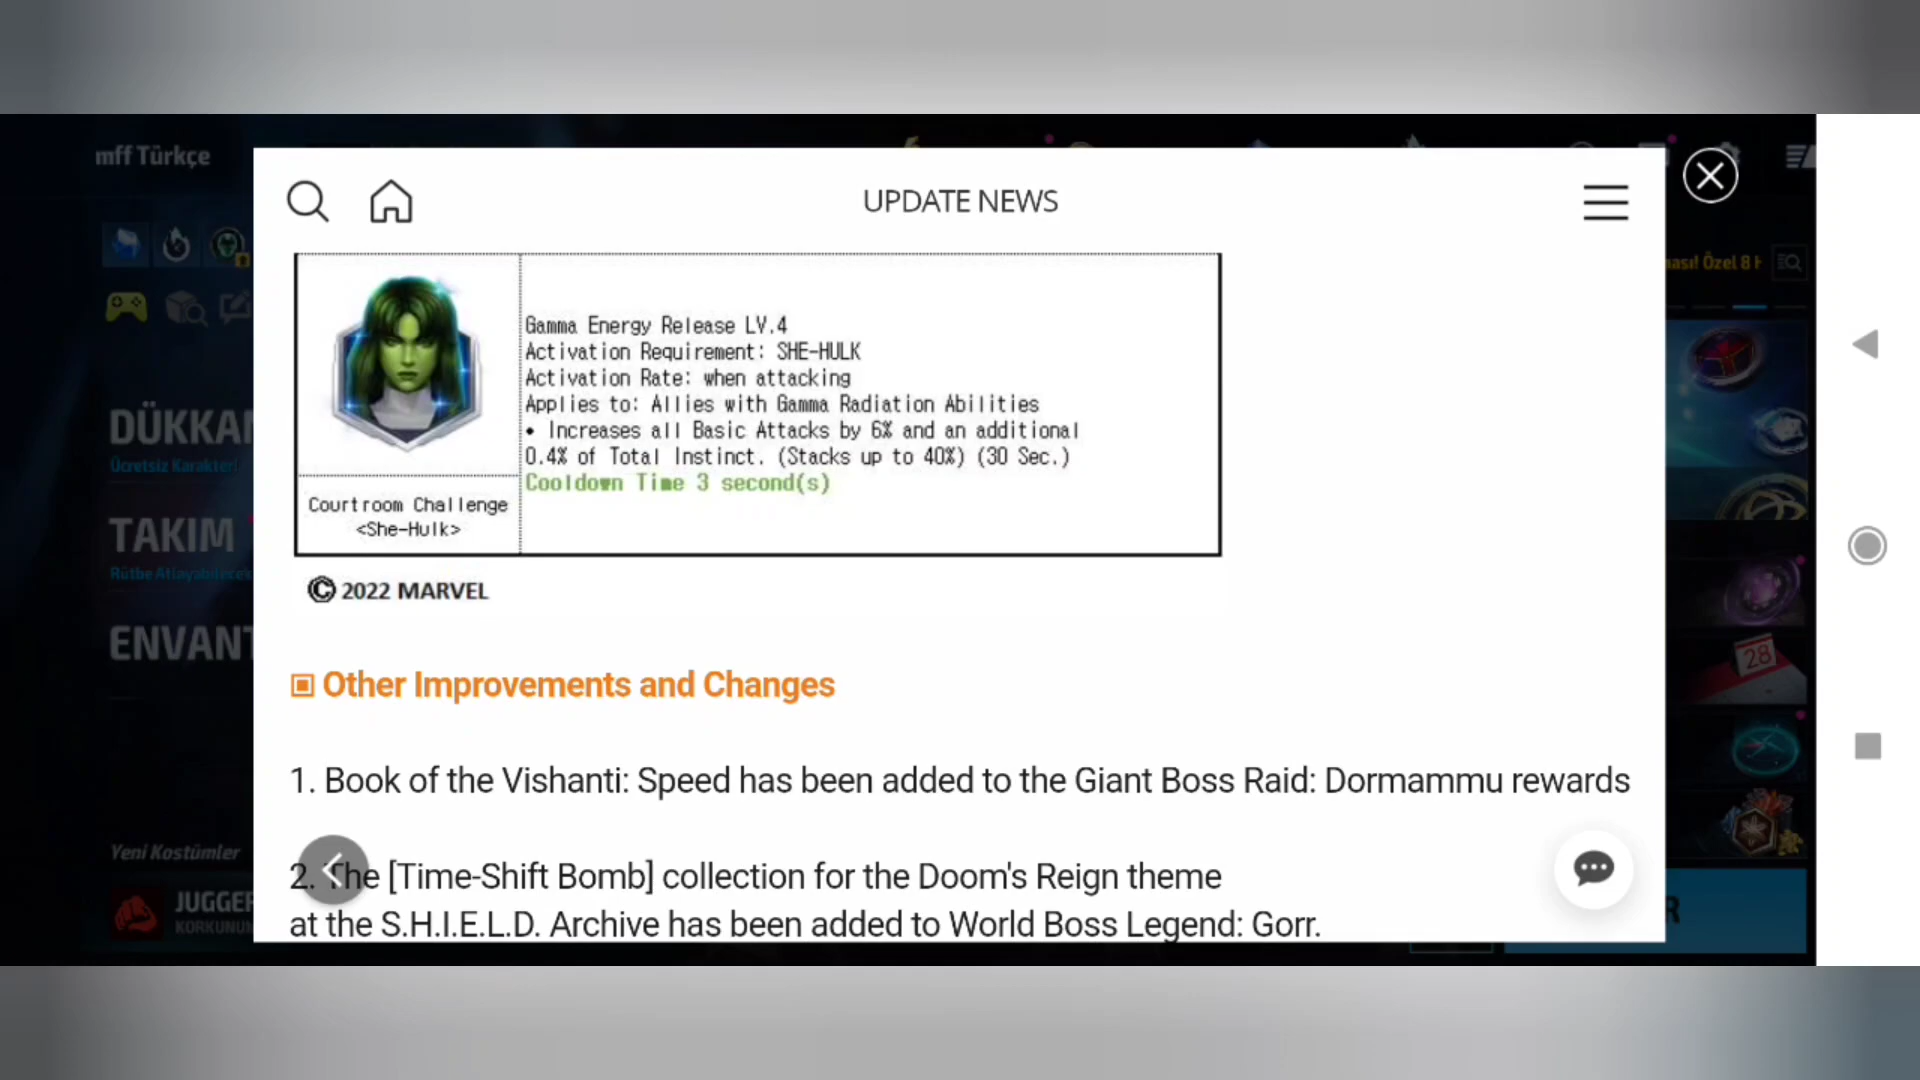 mff Türkçe
UPDATE NEWS
Gamma Energy Release LV.4
Activation Requirement: SHE-HULK
Activation Rate: when attacking
Applies to: Allies with Gamma Radiation Abilities
• Increases all Basic Attacks by 6% and an additional
0.4% of Total Instinct. (Stacks up to 40%) (30 Sec.)
Cooldown Time 3 second(s)
Courtroom Challenge
<She-Hulk>
© 2022 MARVEL
Other Improvements and Changes
1. Book of the Vishanti: Speed has been added to the Giant Boss Raid: Dormammu rewards
2. The [Time-Shift Bomb] collection for the Doom's Reign theme
at the S.H.I.E.L.D. Archive has been added to World Boss Legend: Gorr.
Özel 8
DÜKKAN
Ücretsiz Karakter
TAKIM
ENVANT
28
Yeni Kostümler
JUGGER
KORKUN
R